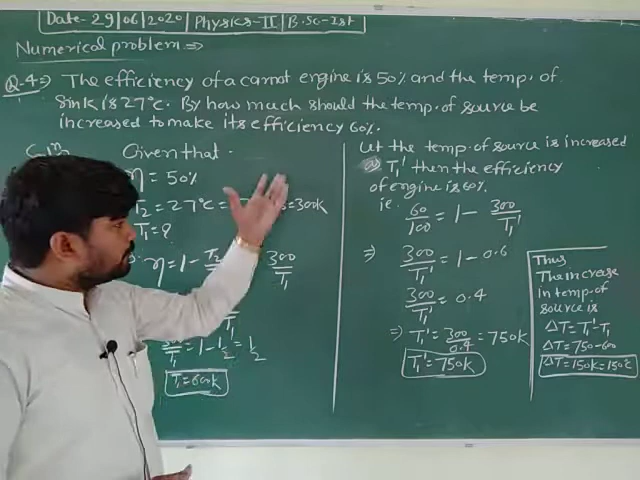 Date-29|06|2020|Physics-II|B.Sc-Ist
Numerical problem ⇒
Q.4⇒ The efficiency of a carnot engine is 50% and the temp. of
sink is 27°c. By how much should the temp. of source be
increased to make its efficiency 60%.
Given that
η = 50%
T₂ = 27°c = = 300k
T₁ = ?
η = 1 - T₂
300/T₁
T₁
1 - 1/2 = 1/2
T₁ = 600k
Let the temp. of source is increased
T₁' then the efficiency
of engine is 60%
ie.
60/100 = 1 - 300/T₁'
⇒ 300/T₁' = 1 - 0.6
300/T₁' = 0.4
⇒ T₁' = 300/0.4 = 750k
T₁' = 750k
Thus
The increase
in temp. of
source is
ΔT = T₁' - T₁
ΔT = 750 - 600
ΔT = 150k = 150°c